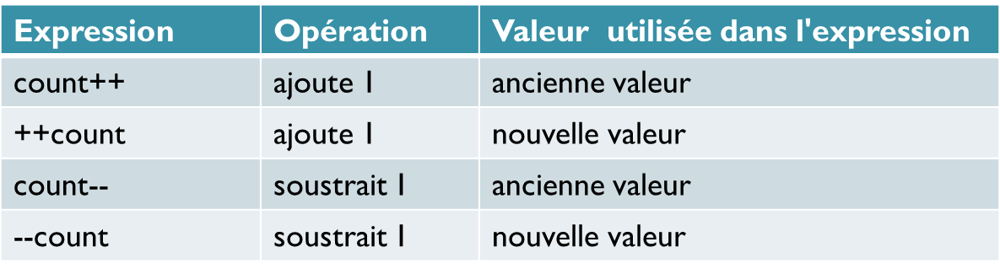 Expression Opération Valeur  utilisée dans l'expression
count++ ajoute 1 ancienne valeur
++count ajoute 1 nouvelle valeur
count-- soustrait 1 ancienne valeur
--count soustrait 1 nouvelle valeur